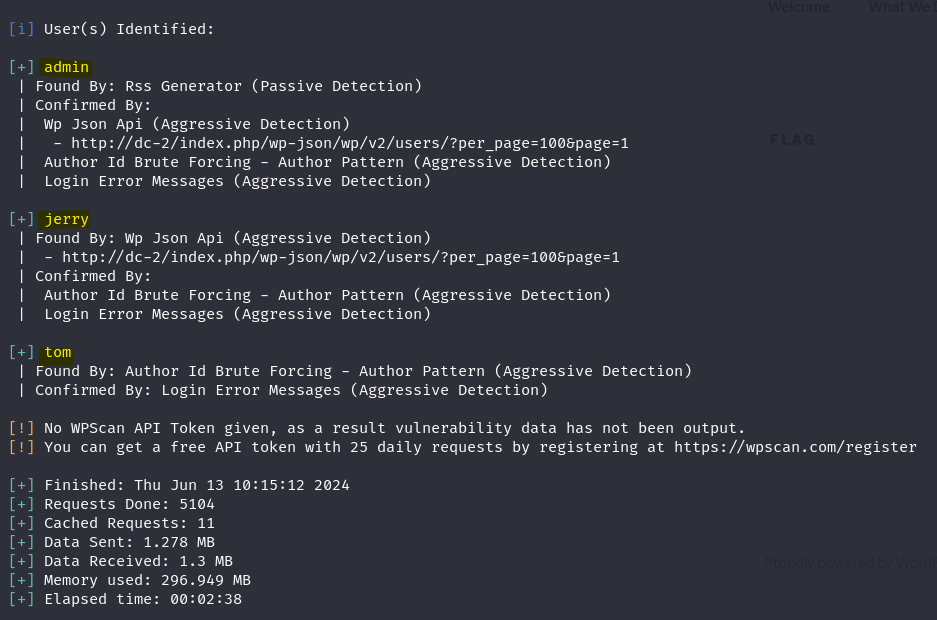 Welcome What We
[i] User(s) Identified:
[+] admin
| Found By: Rss Generator (Passive Detection)
| Confirmed By:
|  Wp Json Api (Aggressive Detection)
|   - http://dc-2/index.php/wp-json/wp/v2/users/?per_page=100&page=1
|  Author Id Brute Forcing - Author Pattern (Aggressive Detection)
|  Login Error Messages (Aggressive Detection)
FLAG
[+] jerry
| Found By: Wp Json Api (Aggressive Detection)
|  - http://dc-2/index.php/wp-json/wp/v2/users/?per_page=100&page=1
| Confirmed By:
|  Author Id Brute Forcing - Author Pattern (Aggressive Detection)
|  Login Error Messages (Aggressive Detection)
[+] tom
| Found By: Author Id Brute Forcing - Author Pattern (Aggressive Detection)
| Confirmed By: Login Error Messages (Aggressive Detection)
[!] No WPScan API Token given, as a result vulnerability data has not been output.
[!] You can get a free API token with 25 daily requests by registering at https://wpscan.com/register
[+] Finished: Thu Jun 13 10:15:12 2024
[+] Requests Done: 5104
[+] Cached Requests: 11
[+] Data Sent: 1.278 MB
[+] Data Received: 1.3 MB
[+] Memory used: 296.949 MB
[+] Elapsed time: 00:02:38
Proudly powered by